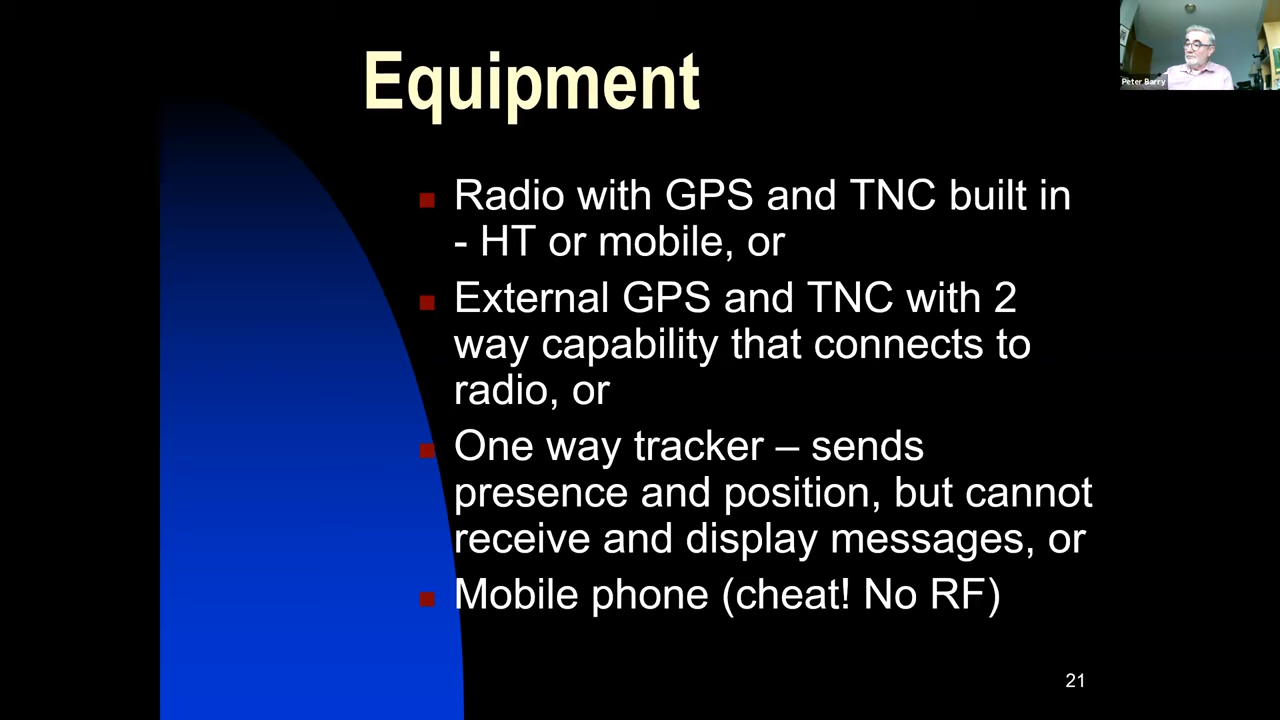 Equipment
Peter Barry
Radio with GPS and TNC built in
- HT or mobile, or
External GPS and TNC with 2
way capability that connects to
radio, or
One way tracker – sends
presence and position, but cannot
receive and display messages, or
Mobile phone (cheat! No RF)
21